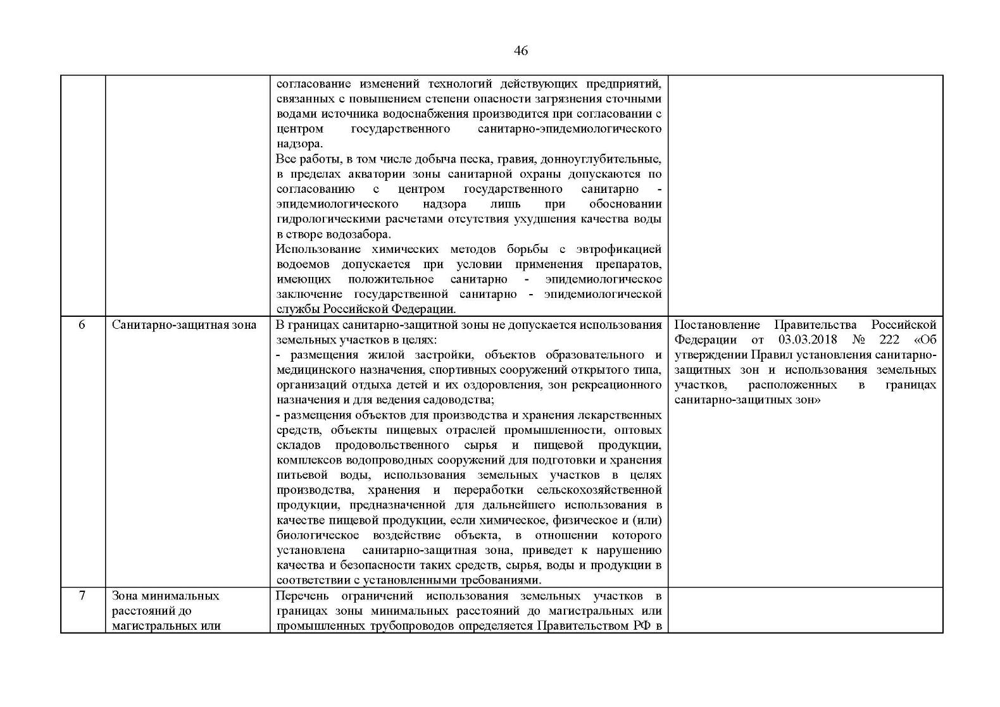 46
согласование изменений технологий действующих предприятий,
связанных с повышением степени опасности загрязнения сточными
водами источника водоснабжения производится при согласовании с
центром государственного санитарно-эпидемиологического
надзора.
Все работы, в том числе добыча песка, гравия, донноуглубительные,
в пределах акватории зоны санитарной охраны допускаются по
согласованию с центром государственного санитарно -
эпидемиологического надзора лишь при обосновании
гидрологическими расчетами отсутствия ухудшения качества воды
в створе водозабора.
Использование химических методов борьбы с эвтрофикацией
водоемов допускается при условии применения препаратов,
имеющих положительное санитарно - эпидемиологическое
заключение государственной санитарно - эпидемиологической
службы Российской Федерации.
6
Санитарно-защитная зона
В границах санитарно-защитной зоны не допускается использования
земельных участков в целях:
- размещения жилой застройки, объектов образовательного и
медицинского назначения, спортивных сооружений открытого типа,
организаций отдыха детей и их оздоровления, зон рекреационного
назначения и для ведения садоводства;
- размещения объектов для производства и хранения лекарственных
средств, объекты пищевых отраслей промышленности, оптовых
складов продовольственного сырья и пищевой продукции,
комплексов водопроводных сооружений для подготовки и хранения
питьевой воды, использования земельных участков в целях
производства, хранения и переработки сельскохозяйственной
продукции, предназначенной для дальнейшего использования в
качестве пищевой продукции, если химическое, физическое и (или)
биологическое воздействие объекта, в отношении которого
установлена санитарно-защитная зона, приведет к нарушению
качества и безопасности таких средств, сырья, воды и продукции в
соответствии с установленными требованиями.
Постановление Правительства Российской
Федерации от 03.03.2018 № 222 «Об
утверждении Правил установления санитарно-
защитных зон и использования земельных
участков, расположенных в границах
санитарно-защитных зон»
7
Зона минимальных
расстояний до
магистральных или
Перечень ограничений использования земельных участков в
границах зоны минимальных расстояний до магистральных или
промышленных трубопроводов определяется Правительством РФ в